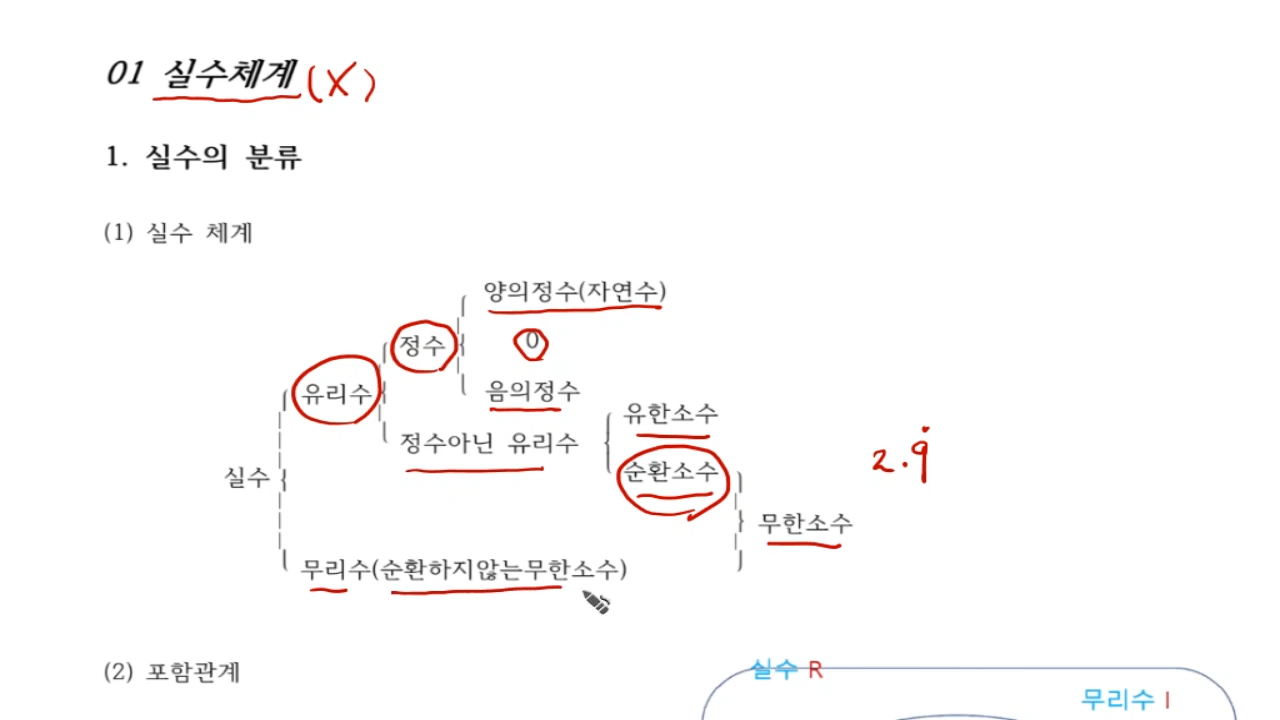 01 실수체계 (X)
1. 실수의 분류
(1) 실수 체계
양의정수(자연수)
정수
0
유리수
음의정수
유한소수
정수아닌 유리수
순환소수
2.9̇
실수
무한소수
무리수(순환하지않는무한소수)
(2) 포함관계
실수 R
무리수 I